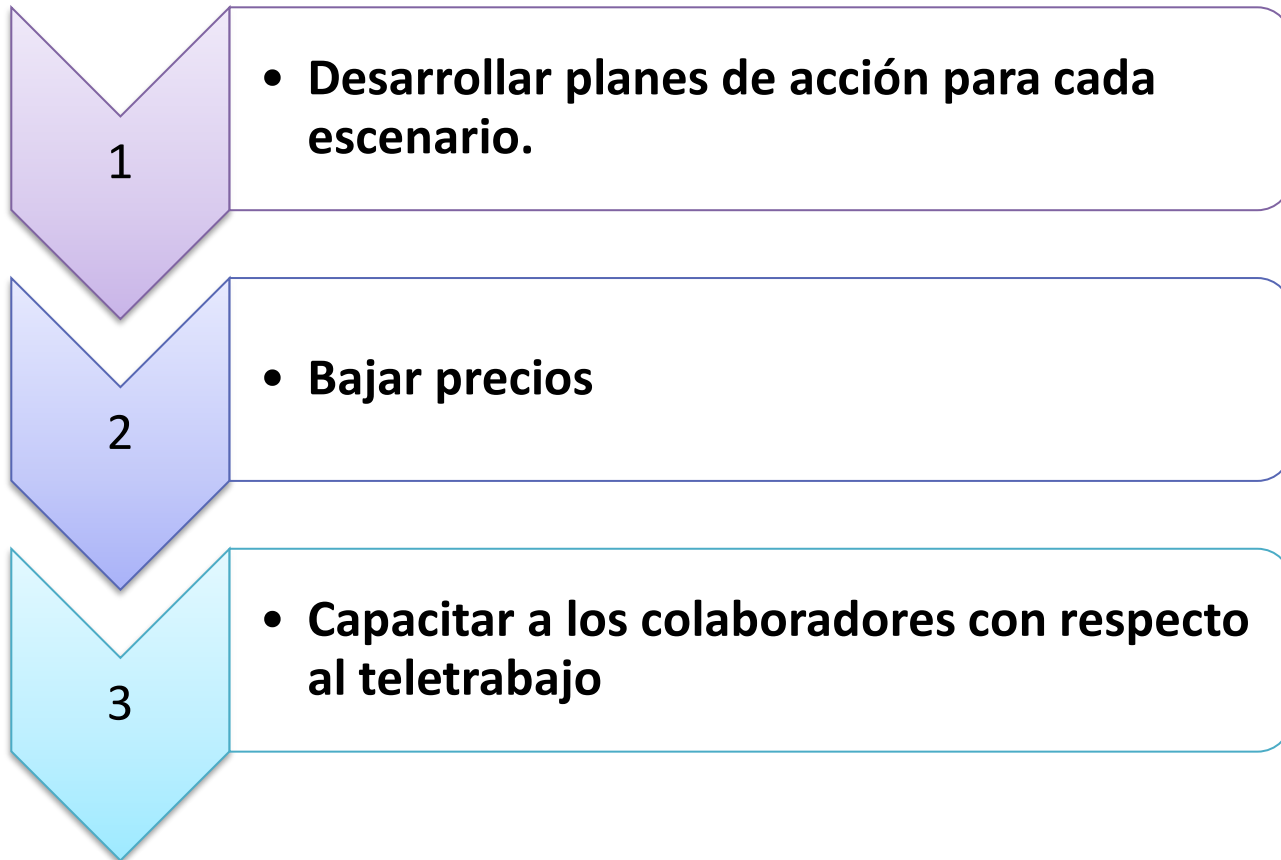 1
• Desarrollar planes de acción para cada
escenario.
2
• Bajar precios
3
• Capacitar a los colaboradores con respecto
al teletrabajo